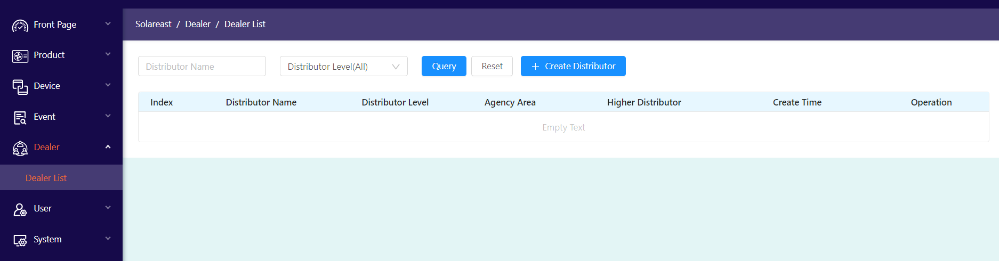 Front Page
Product
Device
Event
Dealer
Dealer List
User
System
Solareast / Dealer / Dealer List
Distributor Name
Distributor Level(All)
Query
Reset
Create Distributor
Index Distributor Name Distributor Level Agency Area Higher Distributor Create Time Operation
Empty Text